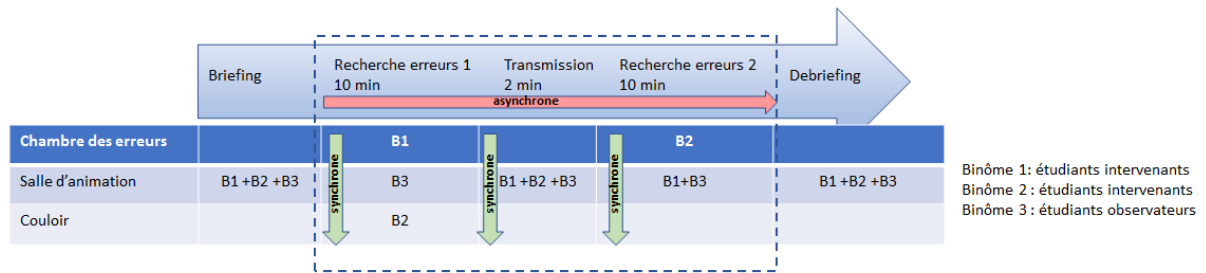 Briefing
Recherche erreurs 1
10 min
Transmission
2 min
Recherche erreurs 2
10 min
Debriefing
asynchrone
Chambre des erreurs B1 B2
Salle d'animation B1 +B2 +B3 B3 B1 +B2 +B3 B1+B3 B1 +B2 +B3
Couloir B2
synchrone
synchrone
synchrone
Binôme 1: étudiants intervenants
Binôme 2 : étudiants intervenants
Binôme 3 : étudiants observateurs